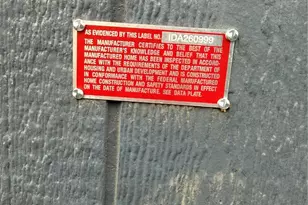 AS EVIDENCED BY THIS LABEL NO. IDA260999
THE MANUFACTURER CERTIFIES TO THE BEST OF THE
MANUFACTURER'S KNOWLEDGE AND BELIEF THAT THIS
MANUFACTURED HOME HAS BEEN INSPECTED IN ACCORD-
ANCE WITH THE REQUIREMENTS OF THE DEPARTMENT OF
HOUSING AND URBAN DEVELOPMENT AND IS CONSTRUCTED
IN CONFORMANCE WITH THE FEDERAL MANUFACTURED
HOME CONSTRUCTION AND SAFETY STANDARDS IN EFFECT
ON THE DATE OF MANUFACTURE. SEE DATA PLATE.